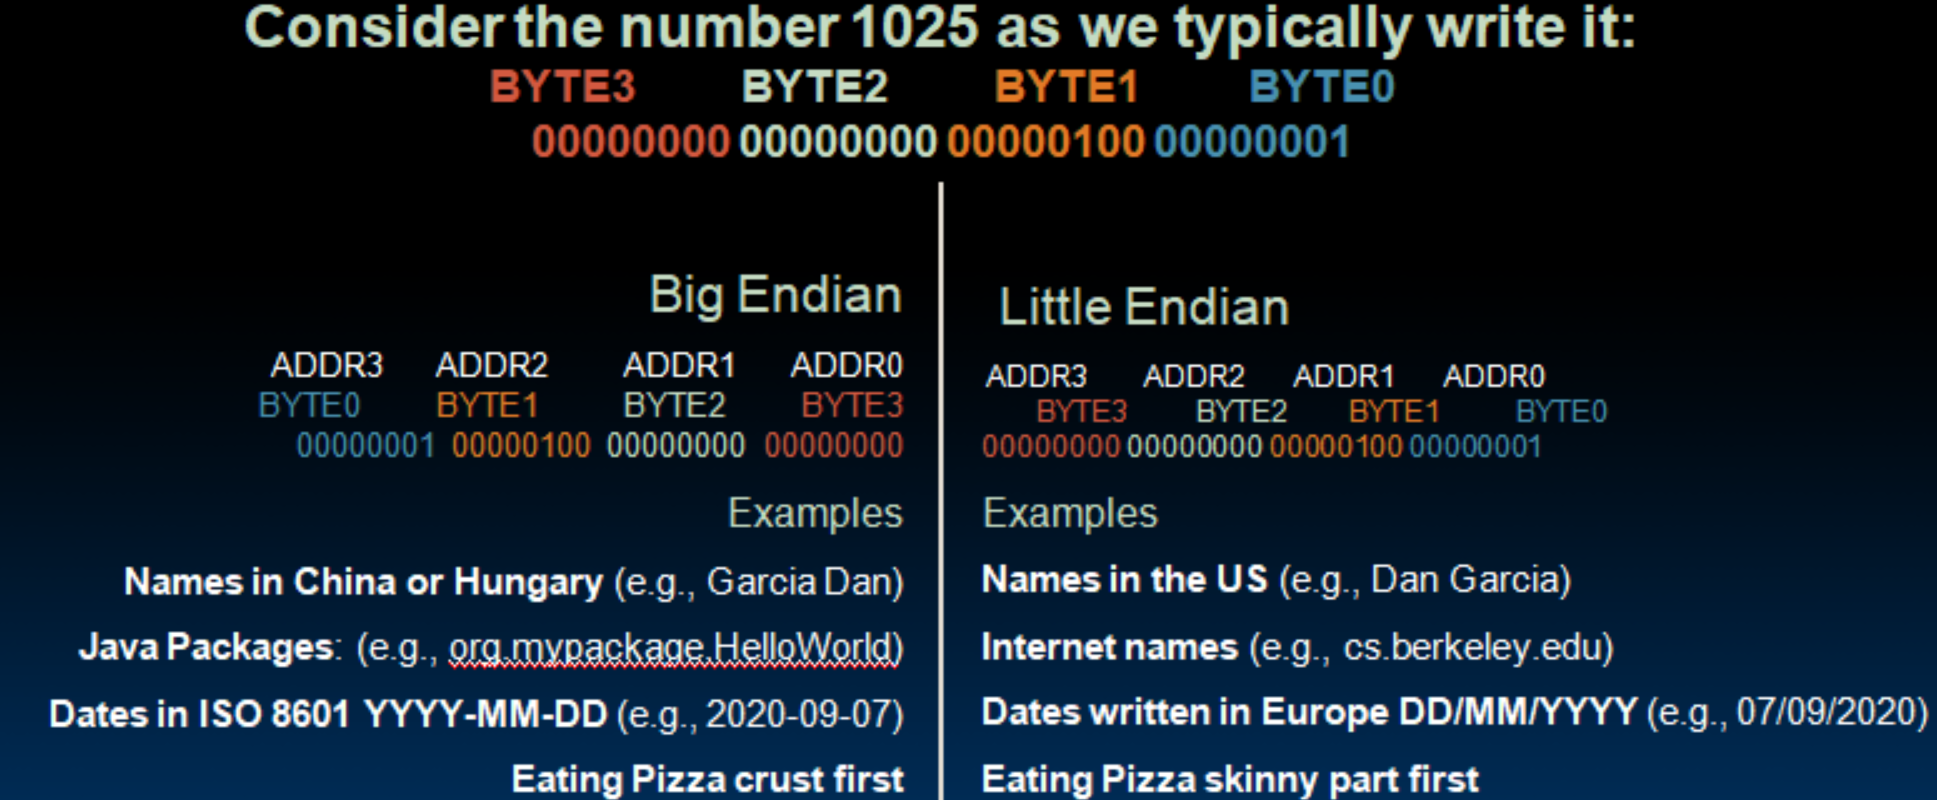 Consider the number 1025 as we typically write it:
BYTE3 BYTE2 BYTE1 BYTE0
00000000 00000000 00000100 00000001
Big Endian
ADDR3 ADDR2 ADDR1 ADDR0
BYTE0 BYTE1 BYTE2 BYTE3
00000001 00000100 00000000 00000000
Examples
Names in China or Hungary (e.g., Garcia Dan)
Java Packages: (e.g., org.mypackage.HelloWorld)
Dates in ISO 8601 YYYY-MM-DD (e.g., 2020-09-07)
Eating Pizza crust first
Little Endian
ADDR3 ADDR2 ADDR1 ADDR0
BYTE3 BYTE2 BYTE1 BYTE0
00000000 00000000 00000100 00000001
Examples
Names in the US (e.g., Dan Garcia)
Internet names (e.g., cs.berkeley.edu)
Dates written in Europe DD/MM/YYYY (e.g., 07/09/2020)
Eating Pizza skinny part first